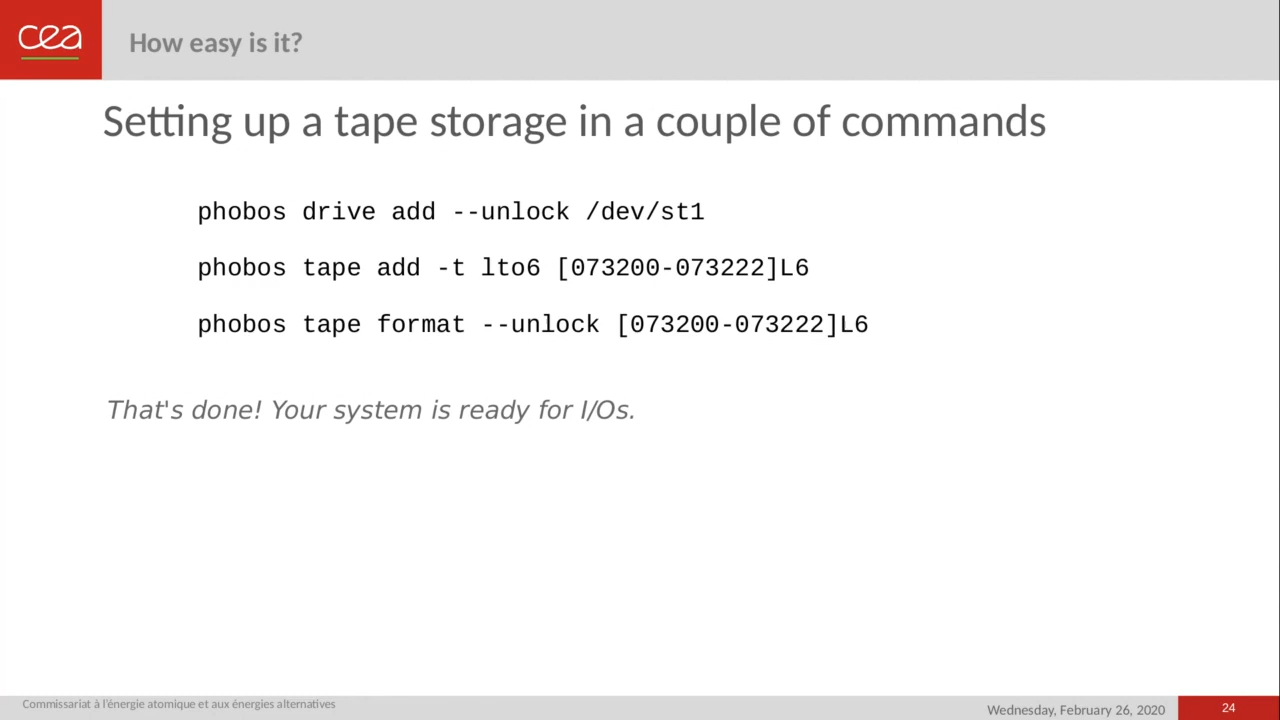 cea
How easy is it?
Setting up a tape storage in a couple of commands
phobos drive add --unlock /dev/st1
phobos tape add -t lto6 [073200-073222]L6
phobos tape format --unlock [073200-073222]L6
That's done! Your system is ready for I/Os.
Commissariat à l'énergie atomique et aux énergies alternatives
Wednesday, February 26, 2020
24